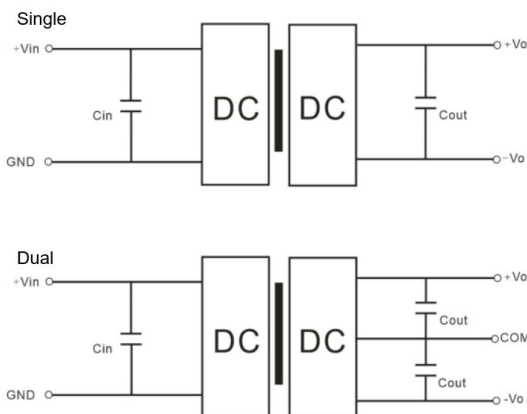 Single
+Vin
+Vo
DC DC
Cin
Cout
GND
-Vo
Dual
+Vin
+Vo
Cout
DC DC
COM
Cin
Cout
GND
-Vo